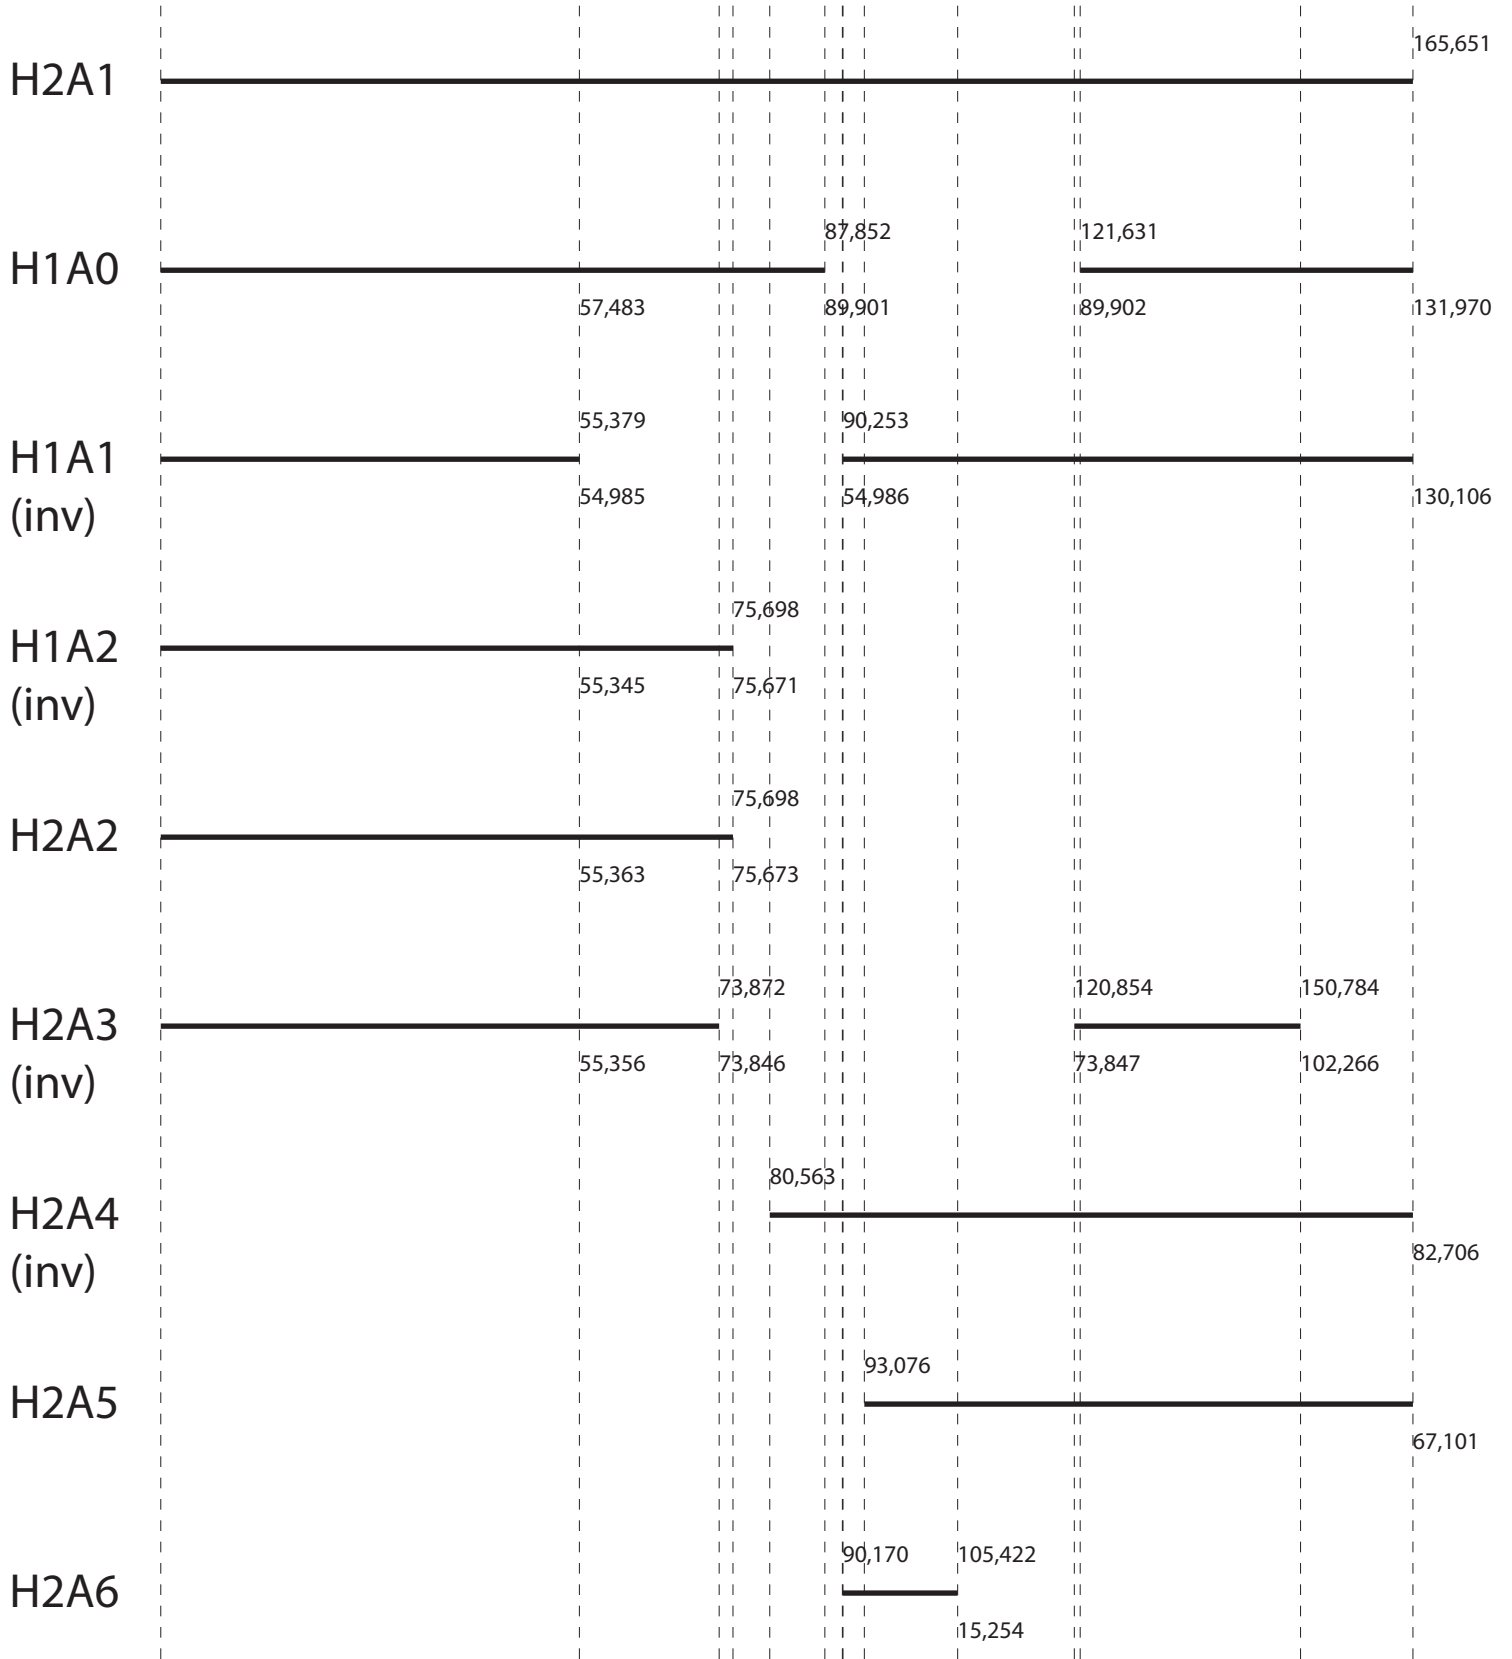 165,651
H2A1
87,852 121,631
H1A0
57,483 89,901 89,902 131,970
55,379 90,253
H1A1
54,985 54,986 130,106
(inv)
75,698
H1A2
55,345 75,671
(inv)
75,698
H2A2
55,363 75,673
73,872 120,854 150,784
H2A3
55,356 73,846 73,847 102,266
(inv)
80,563
H2A4
82,706
(inv)
93,076
H2A5
67,101
90,170 105,422
H2A6
15,254